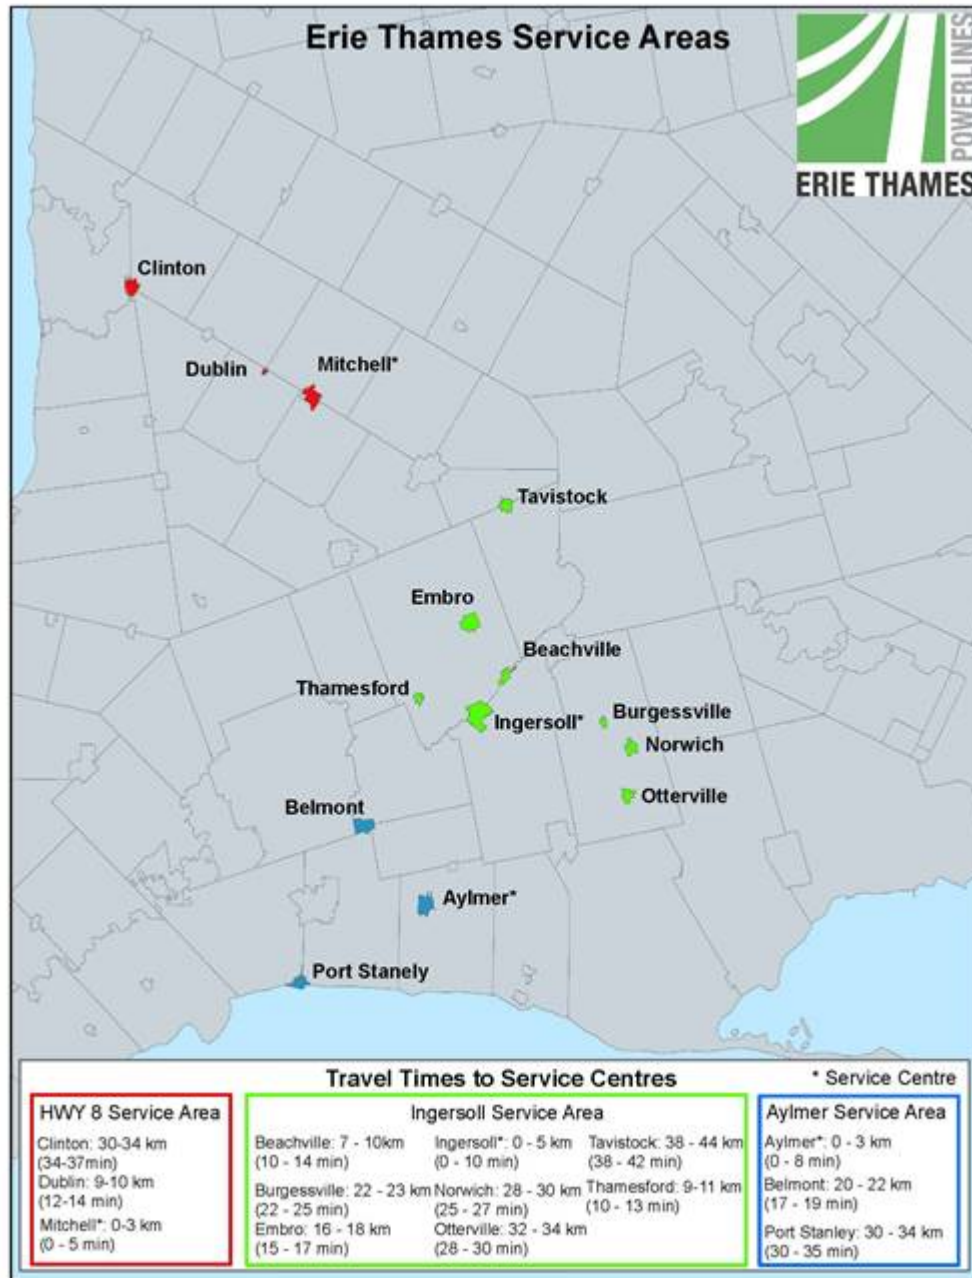 Erie Thames Service Areas
POWERLINES
ERIE THAMES
Clinton
Dublin
Mitchell*
Tavistock
Embro
Beachville
Thamesford
Ingersoll*
Burgessville
Norwich
Otterville
Belmont
Aylmer*
Port Stanely
Travel Times to Service Centres
* Service Centre
HWY 8 Service Area
Clinton: 30-34 km
(34-37min)
Dublin: 9-10 km
(12-14 min)
Mitchell*: 0-3 km
(0 - 5 min)
Ingersoll Service Area
Beachville: 7 - 10km
(10 - 14 min)
Burgessville: 22 - 23 km
(22 - 25 min)
Embro: 16 - 18 km
(15 - 17 min)
Ingersoll*: 0 - 5 km
(0 - 10 min)
Norwich: 28 - 30 km
(25 - 27 min)
Otterville: 32 - 34 km
(28 - 30 min)
Tavistock: 38 - 44 km
(38 - 42 min)
Thamesford: 9-11 km
(10 - 13 min)
Aylmer Service Area
Aylmer*: 0 - 3 km
(0 - 8 min)
Belmont: 20 - 22 km
(17 - 19 min)
Port Stanley: 30 - 34 km
(30 - 35 min)